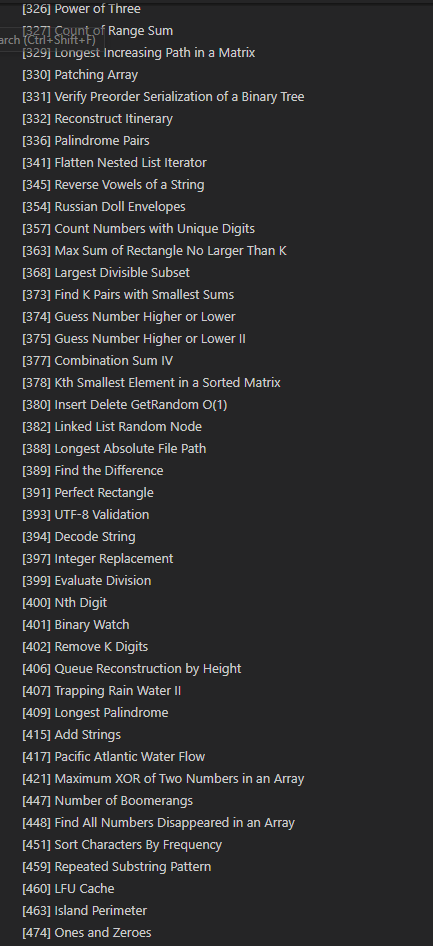 [326] Power of Three
[327] Count of Range Sum
arch (Ctrl+Shift+F)
[329] Longest Increasing Path in a Matrix
[330] Patching Array
[331] Verify Preorder Serialization of a Binary Tree
[332] Reconstruct Itinerary
[336] Palindrome Pairs
[341] Flatten Nested List Iterator
[345] Reverse Vowels of a String
[354] Russian Doll Envelopes
[357] Count Numbers with Unique Digits
[363] Max Sum of Rectangle No Larger Than K
[368] Largest Divisible Subset
[373] Find K Pairs with Smallest Sums
[374] Guess Number Higher or Lower
[375] Guess Number Higher or Lower II
[377] Combination Sum IV
[378] Kth Smallest Element in a Sorted Matrix
[380] Insert Delete GetRandom O(1)
[382] Linked List Random Node
[388] Longest Absolute File Path
[389] Find the Difference
[391] Perfect Rectangle
[393] UTF-8 Validation
[394] Decode String
[397] Integer Replacement
[399] Evaluate Division
[400] Nth Digit
[401] Binary Watch
[402] Remove K Digits
[406] Queue Reconstruction by Height
[407] Trapping Rain Water II
[409] Longest Palindrome
[415] Add Strings
[417] Pacific Atlantic Water Flow
[421] Maximum XOR of Two Numbers in an Array
[447] Number of Boomerangs
[448] Find All Numbers Disappeared in an Array
[451] Sort Characters By Frequency
[459] Repeated Substring Pattern
[460] LFU Cache
[463] Island Perimeter
[474] Ones and Zeroes